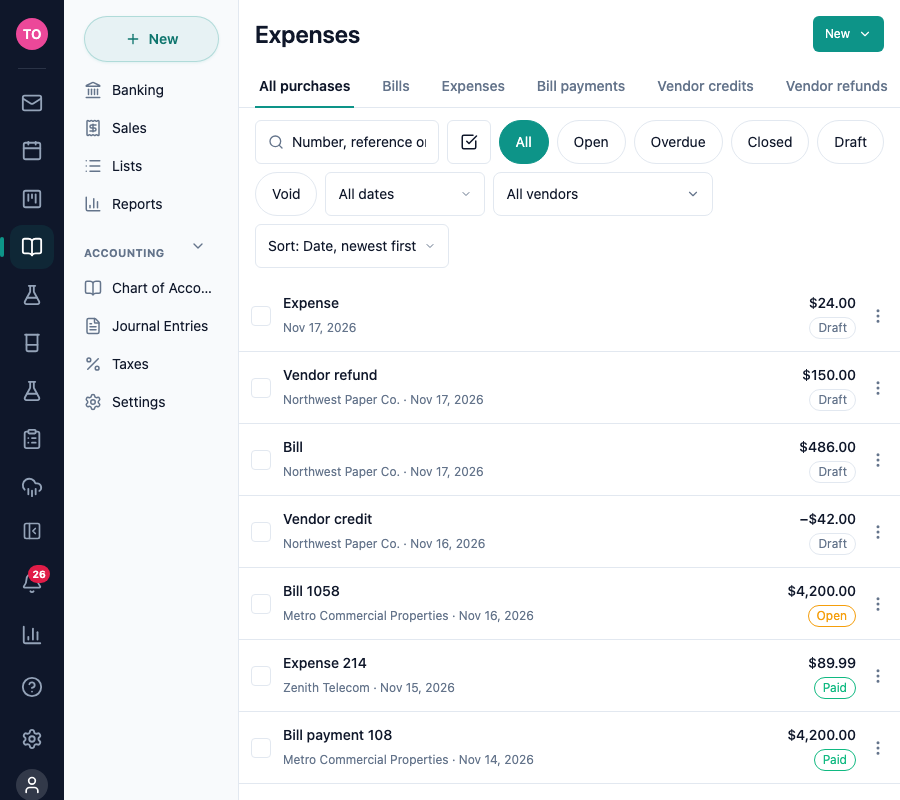 TO
26
New
Banking
Sales
Lists
Reports
ACCOUNTING
Chart of Acco...
Journal Entries
Taxes
Settings
Expenses
New
All purchases
Bills
Expenses
Bill payments
Vendor credits
Vendor refunds
Number, reference or
All
Open
Overdue
Closed
Draft
Void
All dates
All vendors
Sort: Date, newest first
Expense
$24.00
Nov 17, 2026
Draft
Vendor refund
$150.00
Northwest Paper Co. · Nov 17, 2026
Draft
Bill
$486.00
Northwest Paper Co. · Nov 17, 2026
Draft
Vendor credit
–$42.00
Northwest Paper Co. · Nov 16, 2026
Draft
Bill 1058
$4,200.00
Metro Commercial Properties · Nov 16, 2026
Open
Expense 214
$89.99
Zenith Telecom · Nov 15, 2026
Paid
Bill payment 108
$4,200.00
Metro Commercial Properties · Nov 14, 2026
Paid